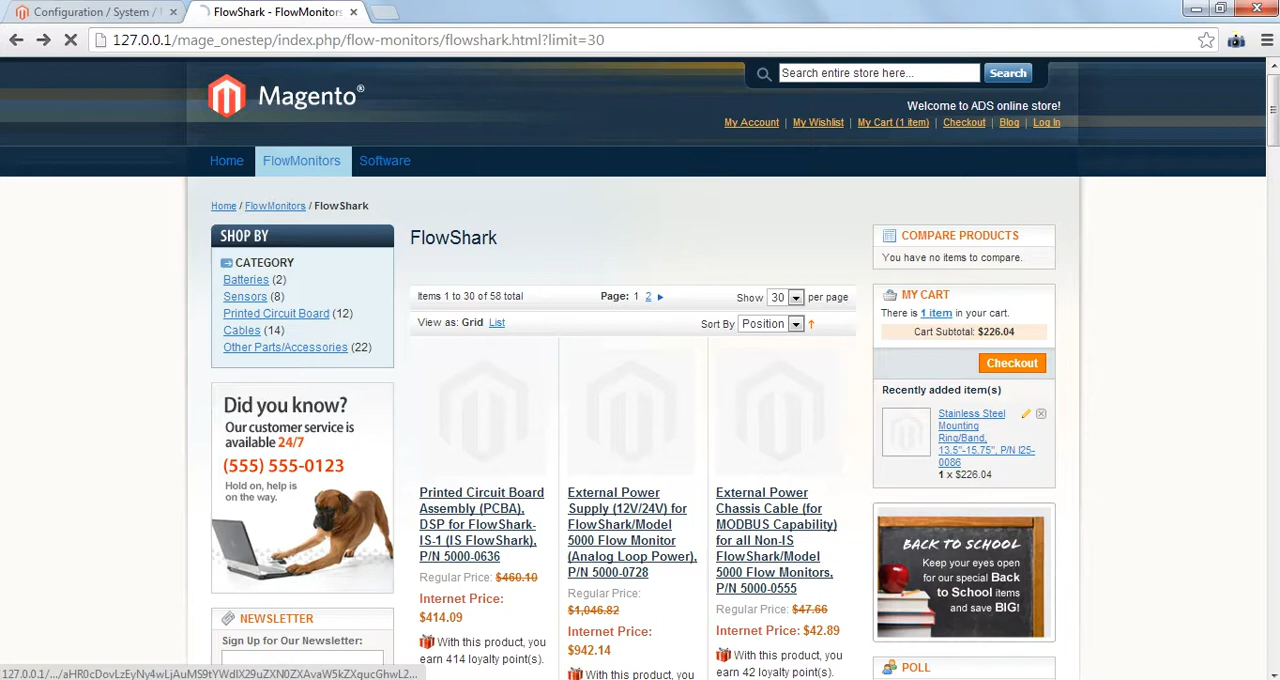 Configuration / System /
FlowShark - FlowMonitors
127.0.0.1/mage_onestep/index.php/flow-monitors/flowshark.html?limit=30
Magento®
Search entire store here...
Search
Welcome to ADS online store!
My Account | My Wishlist | My Cart (1 item) | Checkout | Blog | Log In
Home
FlowMonitors
Software
Home / FlowMonitors / FlowShark
SHOP BY
CATEGORY
Batteries (2)
Sensors (8)
Printed Circuit Board (12)
Cables (14)
Other Parts/Accessories (22)
Did you know?
Our customer service is
available 24/7
(555) 555-0123
Hold on, help is
on the way.
NEWSLETTER
Sign Up for Our Newsletter:
FlowShark
Items 1 to 30 of 58 total
Page: 1 2
Show 30 per page
View as: Grid List
Sort By Position
Printed Circuit Board
Assembly (PCBA),
DSP for FlowShark-
IS-1 (IS FlowShark),
P/N 5000-0636
Regular Price: $460.10
Internet Price:
$414.09
With this product, you
earn 414 loyalty point(s).
External Power
Supply (12V/24V) for
FlowShark/Model
5000 Flow Monitor
(Analog Loop Power),
P/N 5000-0728
Regular Price:
$1,046.82
Internet Price:
$942.14
With this product, you
External Power
Chassis Cable (for
MODBUS Capability)
for all Non-IS
FlowShark/Model
5000 Flow Monitors,
P/N 5000-0555
Regular Price: $47.66
Internet Price: $42.89
With this product, you
earn 42 loyalty point(s).
COMPARE PRODUCTS
You have no items to compare.
MY CART
There is 1 item in your cart.
Cart Subtotal: $226.04
Checkout
Recently added item(s)
Stainless Steel
Mounting
Ring/Band,
13.5"-15.75", P/N I25-
0086
1 x $226.04
BACK TO SCHOOL
Keep your eyes open
for our special Back
to School items
and save BIG!
POLL